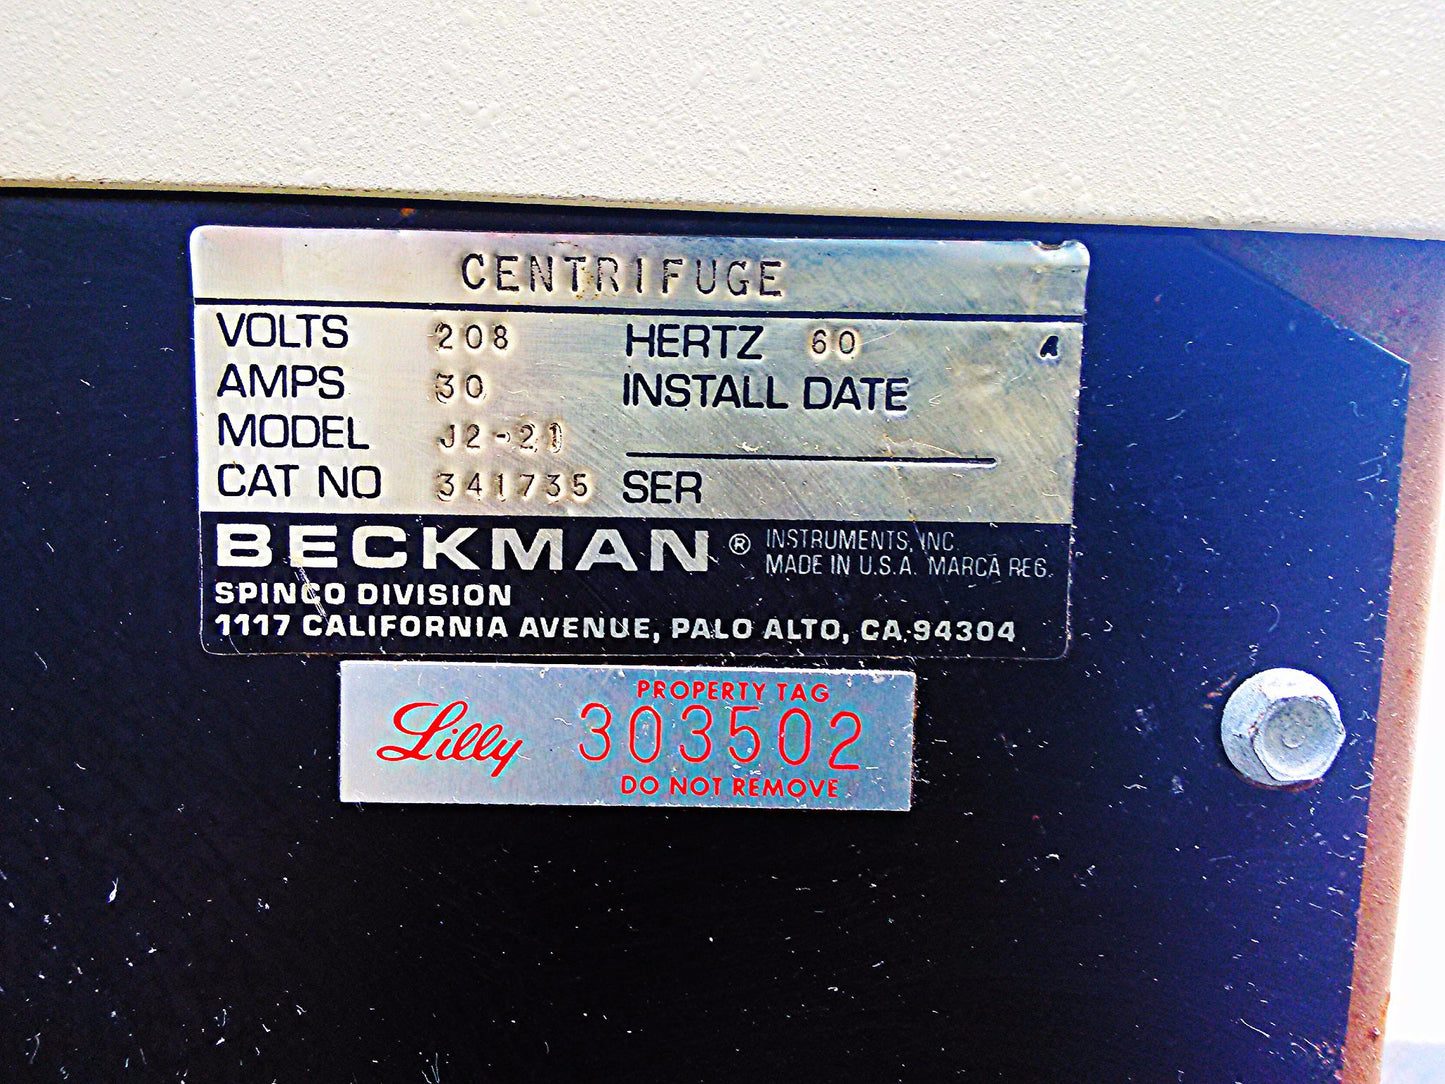 CENTRIFUGE
VOLTS 208 HERTZ 60 A
AMPS 30 INSTALL DATE
MODEL J2-21
CAT NO 341735 SER
BECKMAN ® INSTRUMENTS, INC
MADE IN U.S.A. MARCA REG.
SPINCO DIVISION
1117 CALIFORNIA AVENUE, PALO ALTO, CA 94304
PROPERTY TAG
Lilly 303502
DO NOT REMOVE